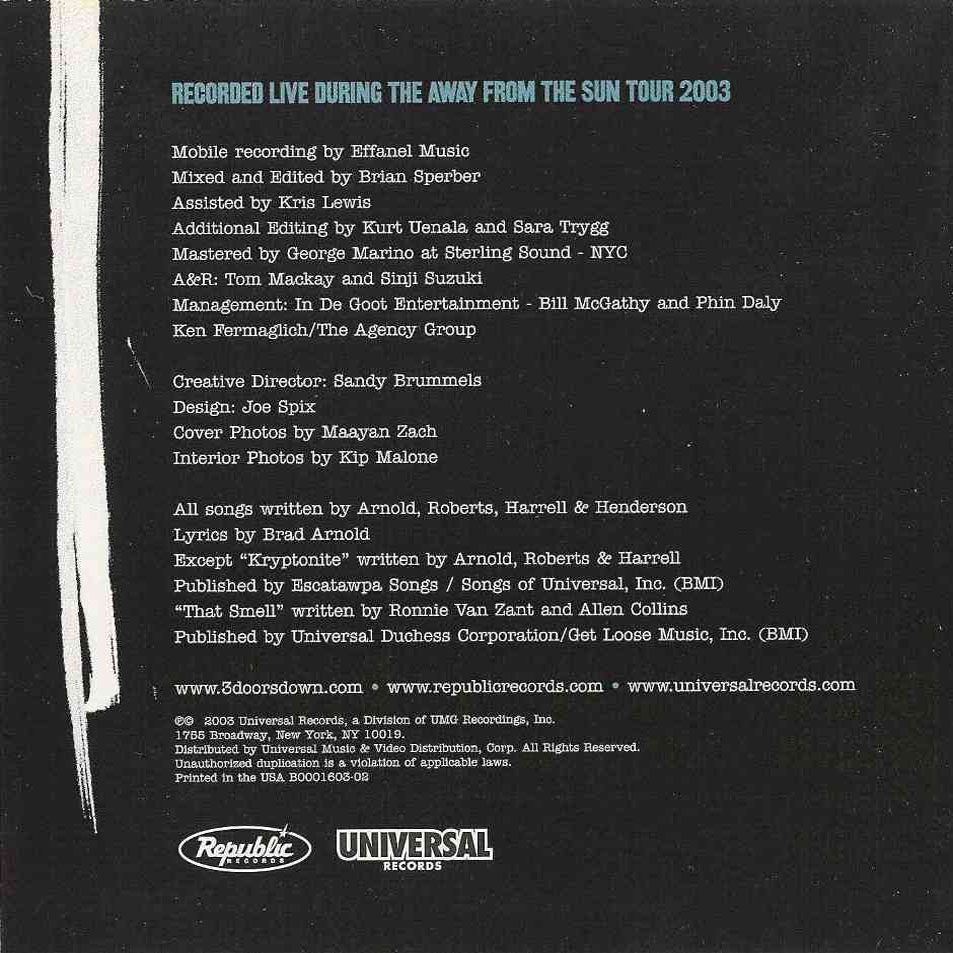 RECORDED LIVE DURING THE AWAY FROM THE SUN TOUR 2003
Mobile recording by Effanel Music
Mixed and Edited by Brian Sperber
Assisted by Kris Lewis
Additional Editing by Kurt Uenala and Sara Trygg
Mastered by George Marino at Sterling Sound - NYC
A&R: Tom Mackay and Sinji Suzuki
Management: In De Goot Entertainment - Bill McGathy and Phin Daly
Ken Fermaglich/The Agency Group
Creative Director: Sandy Brummels
Design: Joe Spix
Cover Photos by Maayan Zach
Interior Photos by Kip Malone
All songs written by Arnold, Roberts, Harrell & Henderson
Lyrics by Brad Arnold
Except “Kryptonite” written by Arnold, Roberts & Harrell
Published by Escatawpa Songs / Songs of Universal, Inc. (BMI)
“That Smell” written by Ronnie Van Zant and Allen Collins
Published by Universal Duchess Corporation/Get Loose Music, Inc. (BMI)
www.3doorsdown.com • www.republicrecords.com • www.universalrecords.com
℗© 2003 Universal Records, a Division of UMG Recordings, Inc.
1755 Broadway, New York, NY 10019.
Distributed by Universal Music & Video Distribution, Corp. All Rights Reserved.
Unauthorized duplication is a violation of applicable laws.
Printed in the USA B0001603-02
Republic
RECORDS
UNIVERSAL
RECORDS